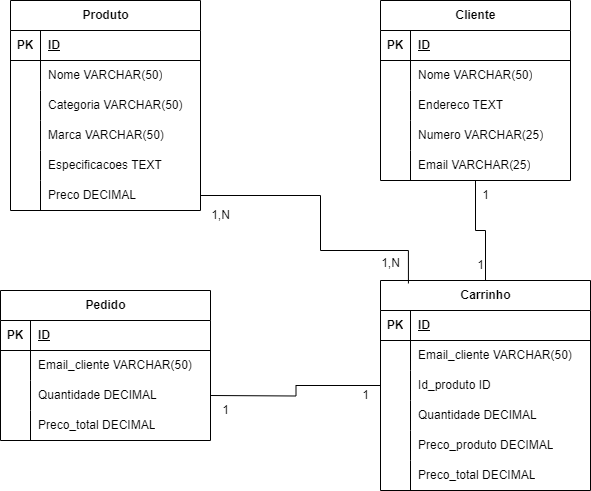 Produto
PK ID
Nome VARCHAR(50)
Categoria VARCHAR(50)
Marca VARCHAR(50)
Especificacoes TEXT
Preco DECIMAL
Cliente
PK ID
Nome VARCHAR(50)
Endereco TEXT
Numero VARCHAR(25)
Email VARCHAR(25)
1,N
1
1,N
1
Pedido
PK ID
Email_cliente VARCHAR(50)
Quantidade DECIMAL
Preco_total DECIMAL
1
1
Carrinho
PK ID
Email_cliente VARCHAR(50)
Id_produto ID
Quantidade DECIMAL
Preco_produto DECIMAL
Preco_total DECIMAL